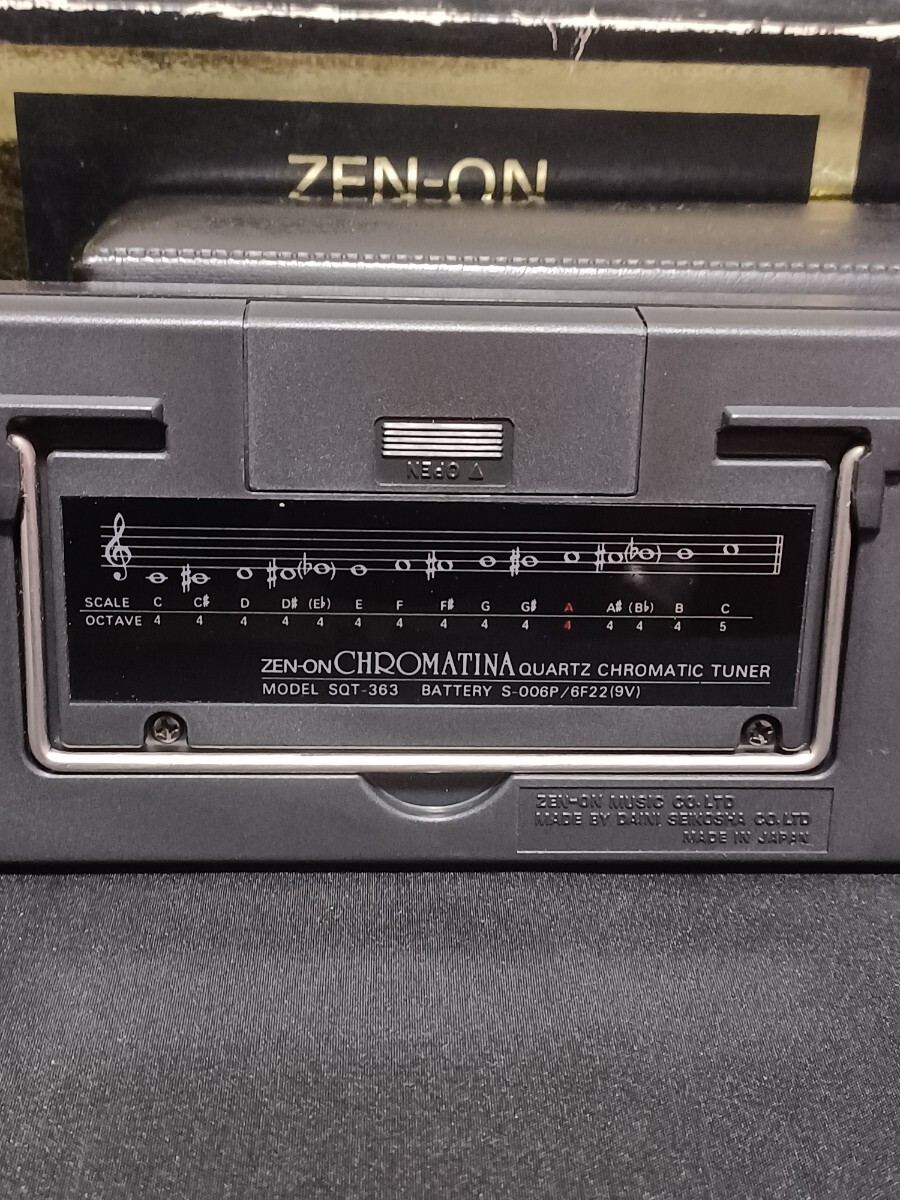 ZEN-ON
▽ OPEN
SCALE C C♯ D D♯ (E♭) E F F♯ G G♯ A A♯ (B♭) B C
OCTAVE 4 4 4 4 4 4 4 4 4 4 4 4 4 4 5
ZEN-ON CHROMATINA QUARTZ CHROMATIC TUNER
MODEL SQT-363 BATTERY S-006P/6F22(9V)
ZEN-ON MUSIC CO.LTD
MADE BY DAINI SEIKOSHA CO.LTD
MADE IN JAPAN